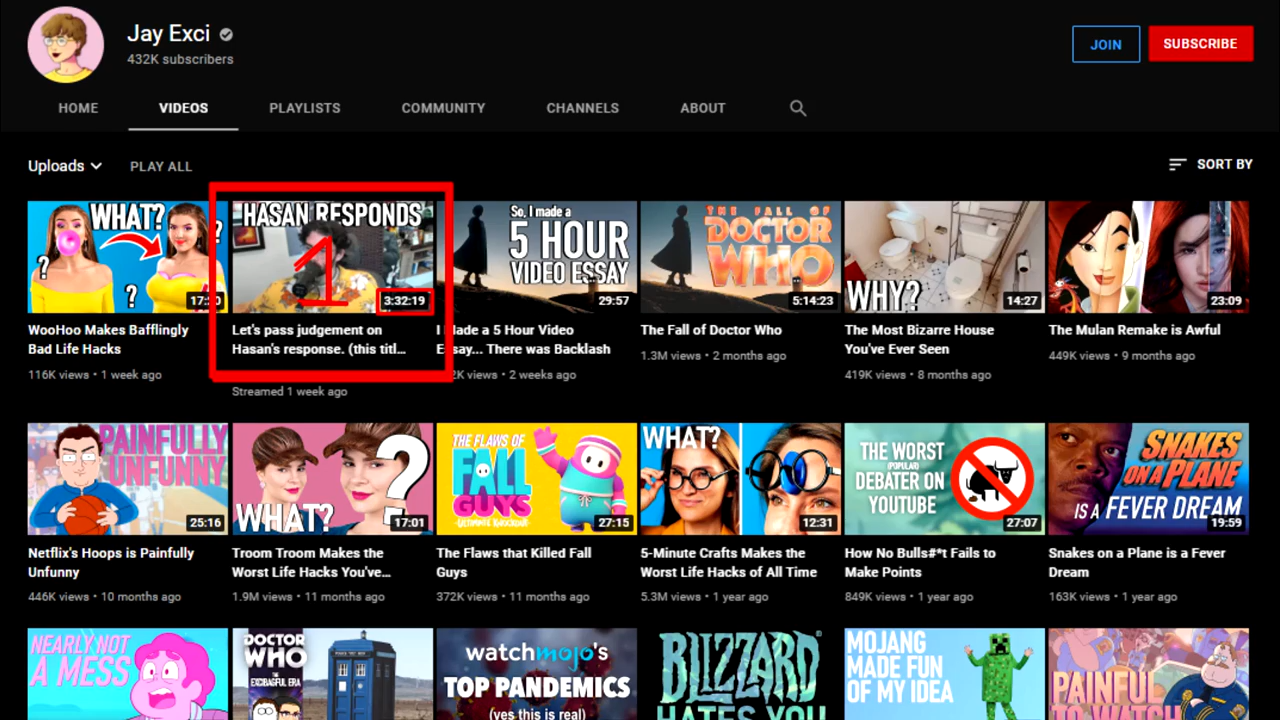 Jay Exci
432K subscribers
JOIN
SUBSCRIBE
HOME
VIDEOS
PLAYLISTS
COMMUNITY
CHANNELS
ABOUT
Uploads
PLAY ALL
SORT BY
WHAT?
?
?
?
WooHoo Makes Bafflingly
Bad Life Hacks
116K views • 1 week ago
HASAN RESPONDS
1
3:32:19
Let's pass judgement on
Hasan's response. (this titl...
Streamed 1 week ago
So, I made a
5 HOUR
VIDEO ESSAY
29:57
Made a 5 Hour Video
There was Backlash
2 weeks ago
THE FALL OF
DOCTOR
WHO
5:14:23
The Fall of Doctor Who
1.3M views • 2 months ago
WHY?
14:27
The Most Bizarre House
You've Ever Seen
419K views • 8 months ago
23:09
The Mulan Remake is Awful
449K views • 9 months ago
PAINFULLY
UNFUNNY
25:16
Netflix's Hoops is Painfully
Unfunny
446K views • 10 months ago
WHAT?
?
17:01
Troom Troom Makes the
Worst Life Hacks You've...
1.9M views • 11 months ago
THE FLAWS OF
FALL
GUYS
ULTIMATE KNOCKOUT
27:15
The Flaws that Killed Fall
Guys
372K views • 11 months ago
WHAT?
12:31
5-Minute Crafts Makes the
Worst Life Hacks of All Time
5.3M views • 1 year ago
THE WORST
(POPULAR)
DEBATER ON
YOUTUBE
27:07
How No Bulls#*t Fails to
Make Points
849K views • 1 year ago
SNAKES
ON A PLANE
IS A FEVER DREAM
19:59
Snakes on a Plane is a Fever
Dream
163K views • 1 year ago
NEARLY NOT
A MESS
DOCTOR
WHO
THE
EXCIBAGFUL ERA
watchmojo's
TOP PANDEMICS
(yes this is real)
BLIZZARD
HATES YOU
MOJANG
MADE FUN
OF MY IDEA
PAINFUL
TO WATCH